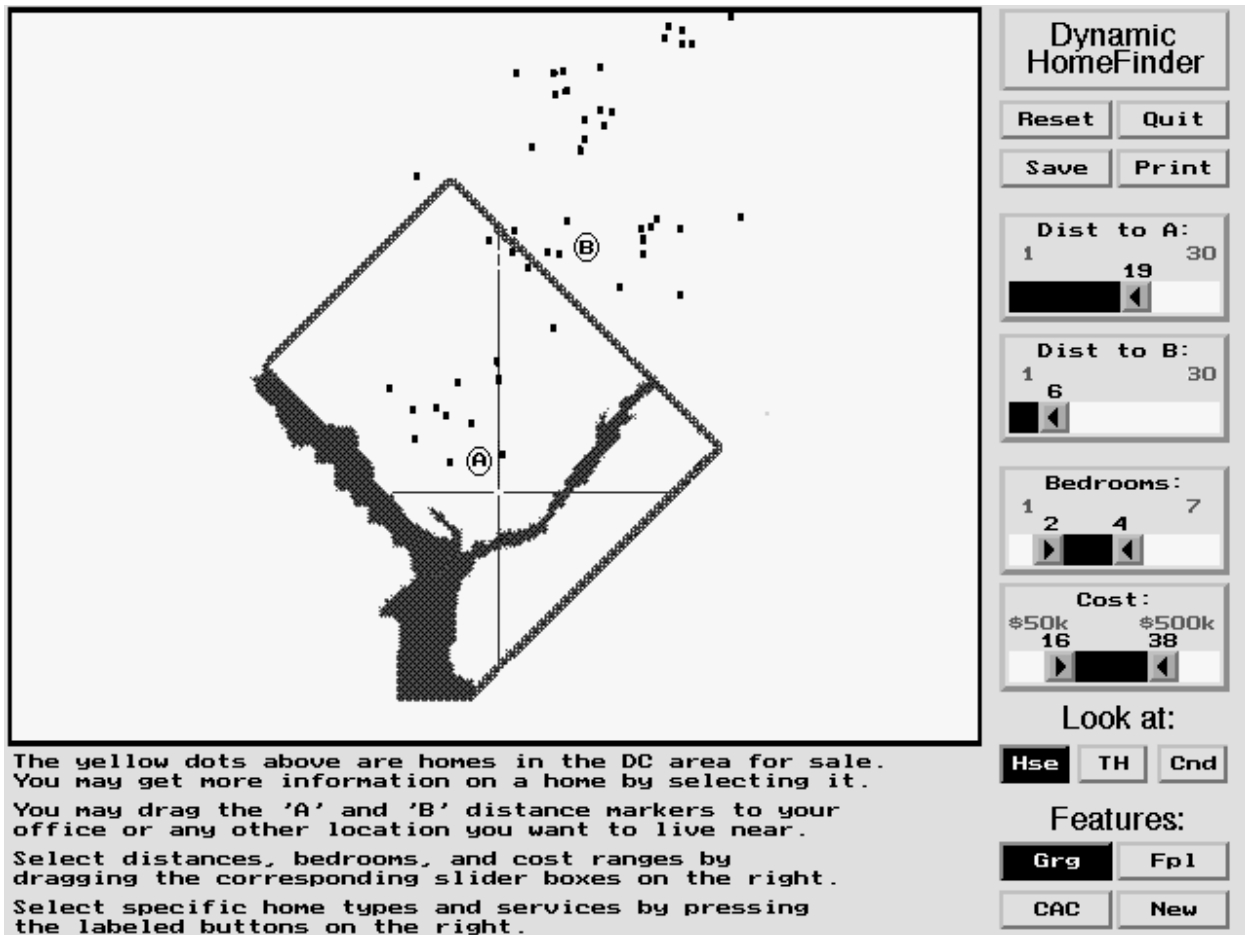 Dynamic
HomeFinder
Reset Quit
Save Print
Dist to A:
1 30
19
Dist to B:
1 30
6
Bedrooms:
1 7
2 4
Cost:
$50k $500k
16 38
Look at:
Hse TH Cnd
Features:
Grg Fpl
CAC New
B
A
The yellow dots above are homes in the DC area for sale.
You may get more information on a home by selecting it.
You may drag the 'A' and 'B' distance markers to your
office or any other location you want to live near.
Select distances, bedrooms, and cost ranges by
dragging the corresponding slider boxes on the right.
Select specific home types and services by pressing
the labeled buttons on the right.